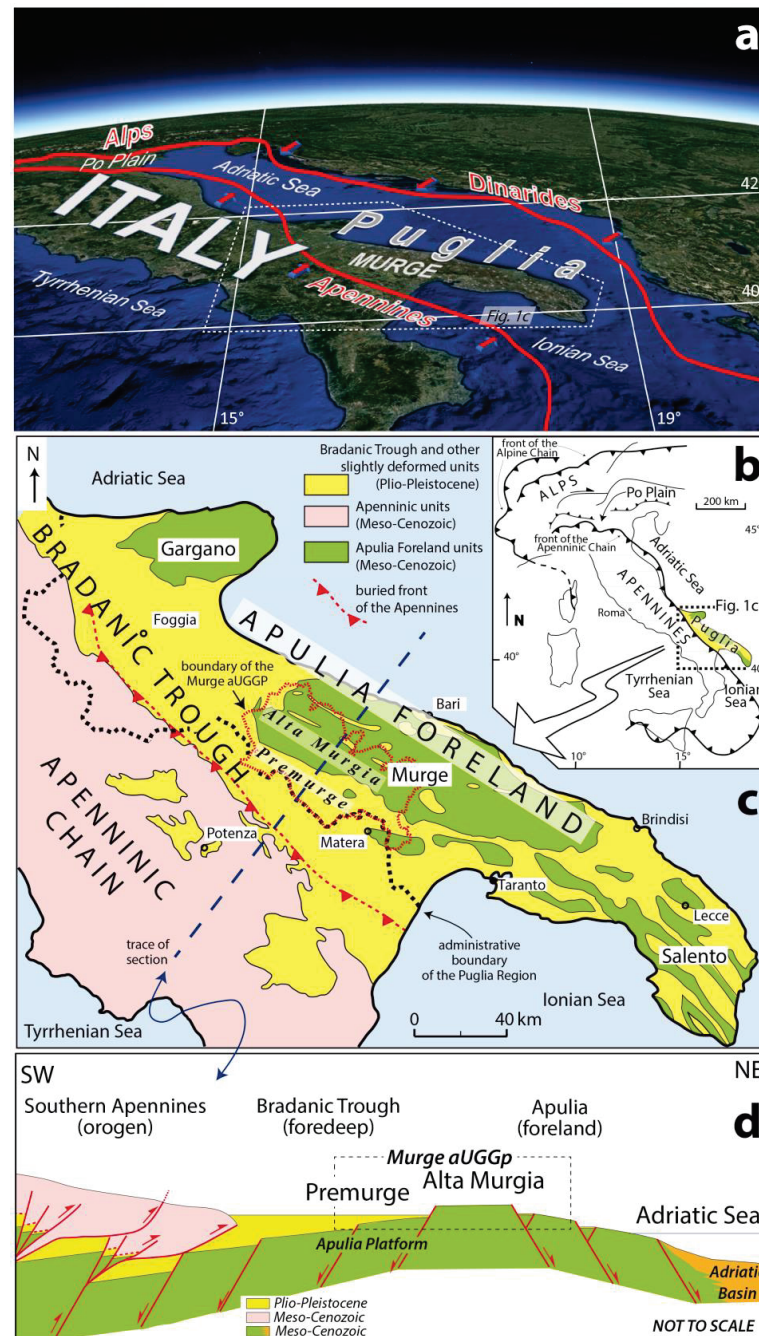 a
Alps
Po Plain
Adriatic Sea
Dinarides
42
ITALY
Puglia
MURGE
Tyrrhenian Sea
Apennines
40
Fig. 1c
Ionian Sea
15°
19°
N
Adriatic Sea
Bradanic Trough and other
slightly deformed units
(Plio-Pleistocene)
Apenninic units
(Meso-Cenozoic)
Apulia Foreland units
(Meso-Cenozoic)
buried front
of the Apennines
Gargano
BRADANIC TROUGH
Foggia
boundary of the
Murge aUGGP
APULIA FORELAND
Bari
Alta Murgia
Murge
Premurge
APENNINIC
CHAIN
Potenza
Matera
Brindisi
Taranto
Lecce
Salento
trace of
section
administrative
boundary
of the Puglia Region
Ionian Sea
Tyrrhenian Sea
0 40 km
c
b
front of the
Alpine Chain
ALPS
Po Plain
200 km
45°
front of the
Apenninic Chain
Adriatic Sea
APENNINES
Fig. 1c
Roma
Puglia
N
40°
40
Tyrrhenian
Sea
Ionian
Sea
10°
15°
SW
NE
d
Southern Apennines
(orogen)
Bradanic Trough
(foredeep)
Apulia
(foreland)
Murge aUGGp
Premurge
Alta Murgia
Adriatic Sea
Apulia Platform
Adriatic
Basin
Plio-Pleistocene
Meso-Cenozoic
Meso-Cenozoic
NOT TO SCALE